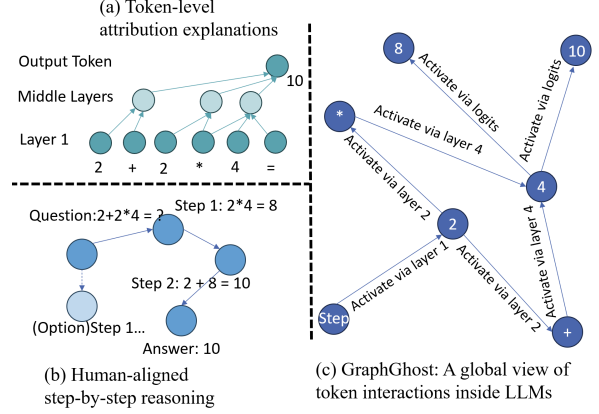 (a) Token-level
attribution explanations
Output Token
10
Middle Layers
Layer 1
2 + 2 * 4 =
Question:2+2*4 = ?
Step 1: 2*4 = 8
Step 2: 2 + 8 = 10
(Option)Step 1...
Answer: 10
(b) Human-aligned
step-by-step reasoning
8
10
Activate via logits
Activate via logits
*
Activate via layer 4
4
Activate via layer 2
2
Activate via layer 4
Activate via layer 1
Activate via layer 2
Step
+
(c) GraphGhost: A global view of
token interactions inside LLMs